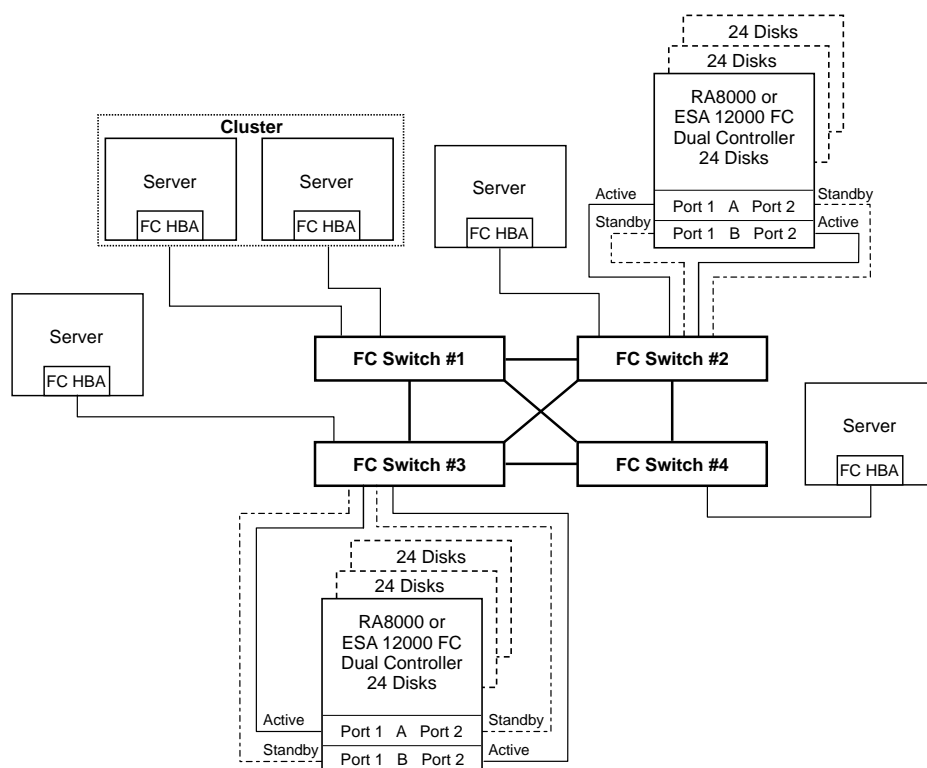 24 Disks
24 Disks
RA8000 or
ESA 12000 FC
Dual Controller
24 Disks
Active
Standby
Port 1 A Port 2
Standby
Port 1 B Port 2
Active
Cluster
Server
FC HBA
Server
FC HBA
Server
FC HBA
Server
FC HBA
FC Switch #1
FC Switch #2
FC Switch #3
FC Switch #4
Server
FC HBA
24 Disks
24 Disks
RA8000 or
ESA 12000 FC
Dual Controller
24 Disks
Active
Port 1 A Port 2
Standby
Standby
Port 1 B Port 2
Active